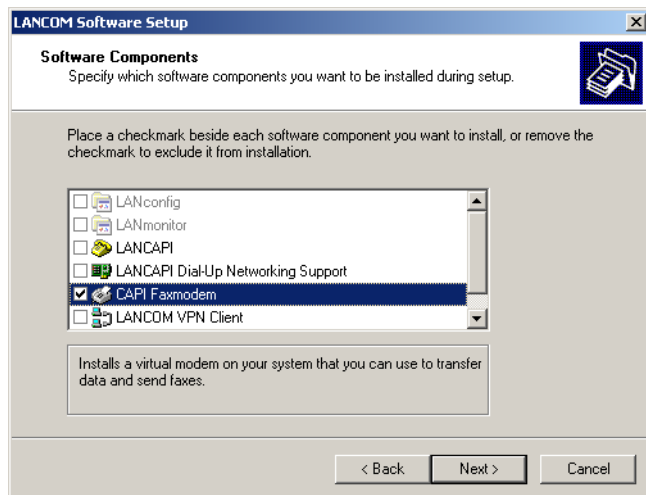 LANCOM Software Setup
Software Components
Specify which software components you want to be installed during setup.
Place a checkmark beside each software component you want to install, or remove the
checkmark to exclude it from installation.
LANconfig
LANmonitor
LANCAPI
LANCAPI Dial-Up Networking Support
CAPI Faxmodem
LANCOM VPN Client
Installs a virtual modem on your system that you can use to transfer
data and send faxes.
< Back
Next >
Cancel